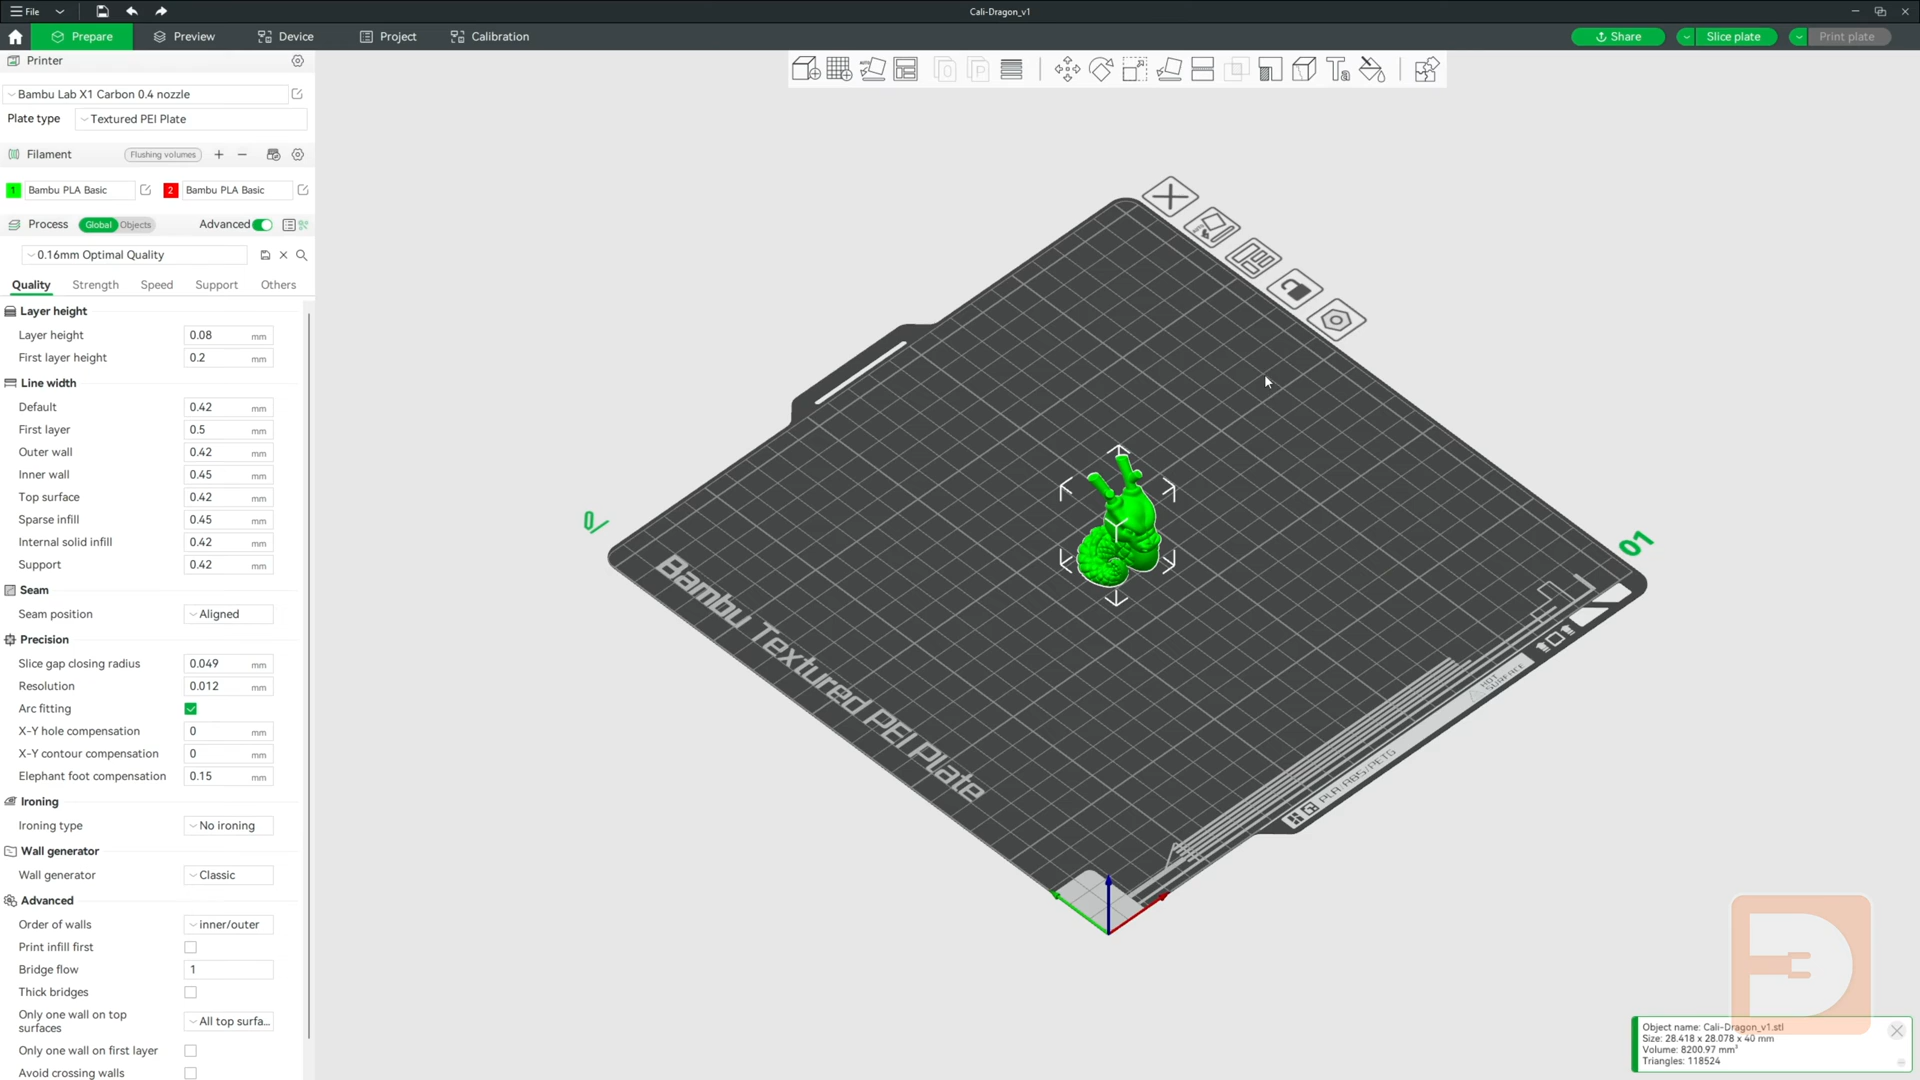 File
Cali-Dragon_v1
Prepare
Preview
Device
Project
Calibration
Share
Slice plate
Print plate
Printer
Bambu Lab X1 Carbon 0.4 nozzle
Plate type
Textured PEI Plate
Filament
Flushing volumes
1
Bambu PLA Basic
2
Bambu PLA Basic
Process
Global
Objects
Advanced
0.16mm Optimal Quality
Quality
Strength
Speed
Support
Others
Layer height
Layer height 0.08 mm
First layer height 0.2 mm
Line width
Default 0.42 mm
First layer 0.5 mm
Outer wall 0.42 mm
Inner wall 0.45 mm
Top surface 0.42 mm
Sparse infill 0.45 mm
Internal solid infill 0.42 mm
Support 0.42 mm
Seam
Seam position Aligned
Precision
Slice gap closing radius 0.049 mm
Resolution 0.012 mm
Arc fitting
X-Y hole compensation 0 mm
X-Y contour compensation 0 mm
Elephant foot compensation 0.15 mm
Ironing
Ironing type No ironing
Wall generator
Wall generator Classic
Advanced
Order of walls inner/outer
Print infill first
Bridge flow 1
Thick bridges
Only one wall on top
surfaces
All top surfa...
Only one wall on first layer
Avoid crossing walls
01
Bambu Textured PEI Plate
HOT
SURFACE
PLA/ABS/PETG
Object name: Cali-Dragon_v1.stl
Size: 28.418 x 28.078 x 40 mm
Volume: 8200.97 mm³
Triangles: 118524